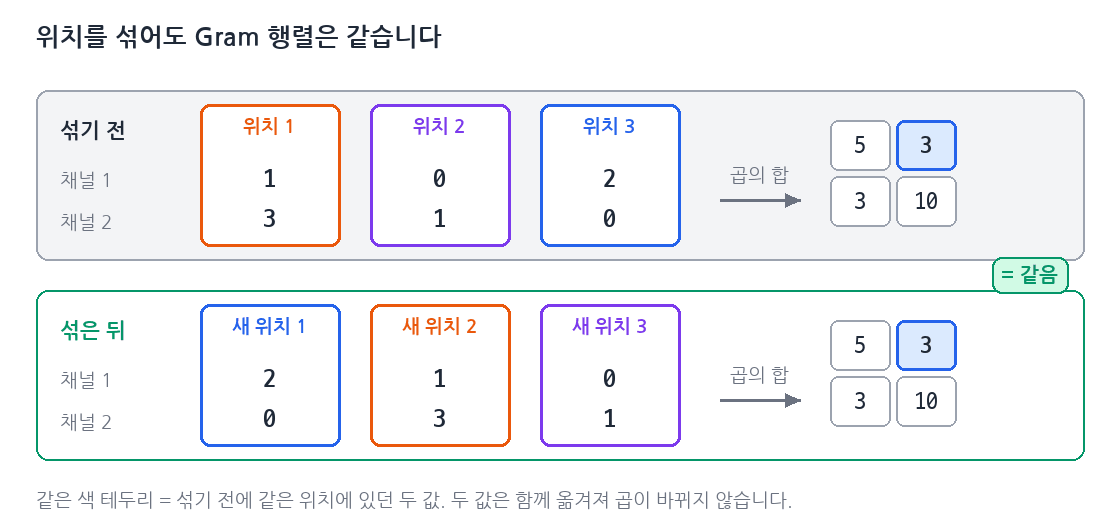 위치를 섞어도 Gram 행렬은 같습니다
섞기 전
위치 1
위치 2
위치 3
채널 1
1
0
2
채널 2
3
1
0
곱의 합
5
3
3
10
= 같음
섞은 뒤
새 위치 1
새 위치 2
새 위치 3
채널 1
2
1
0
채널 2
0
3
1
곱의 합
5
3
3
10
같은 색 테두리 = 섞기 전에 같은 위치에 있던 두 값. 두 값은 함께 옮겨져 곱이 바뀌지 않습니다.